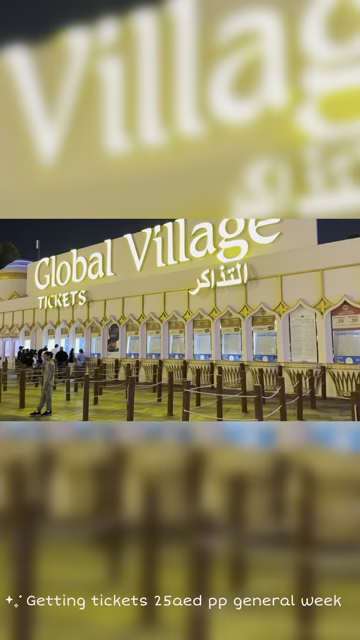 Global Village
TICKETS التذاكر
Getting tickets 25aed pp general week